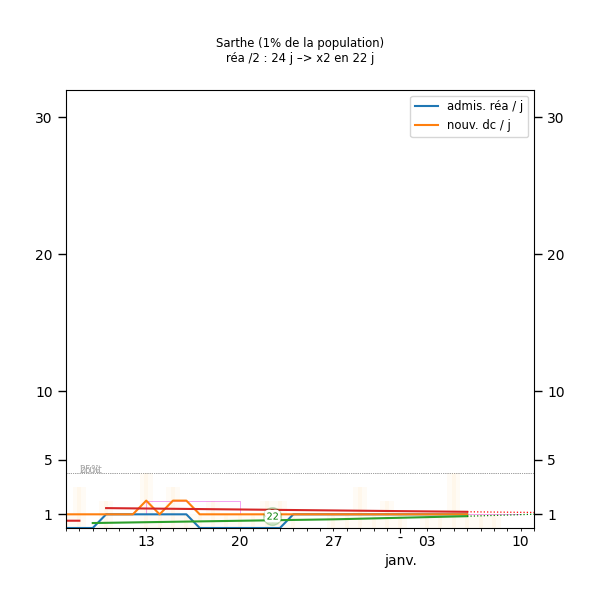 Sarthe (1% de la population)
réa /2 : 24 j –> x2 en 22 j
admis. réa / j
nouv. dc / j
30 30
20 20
10 10
5 5
1 1
22
13 20 27 - 03 10
janv.